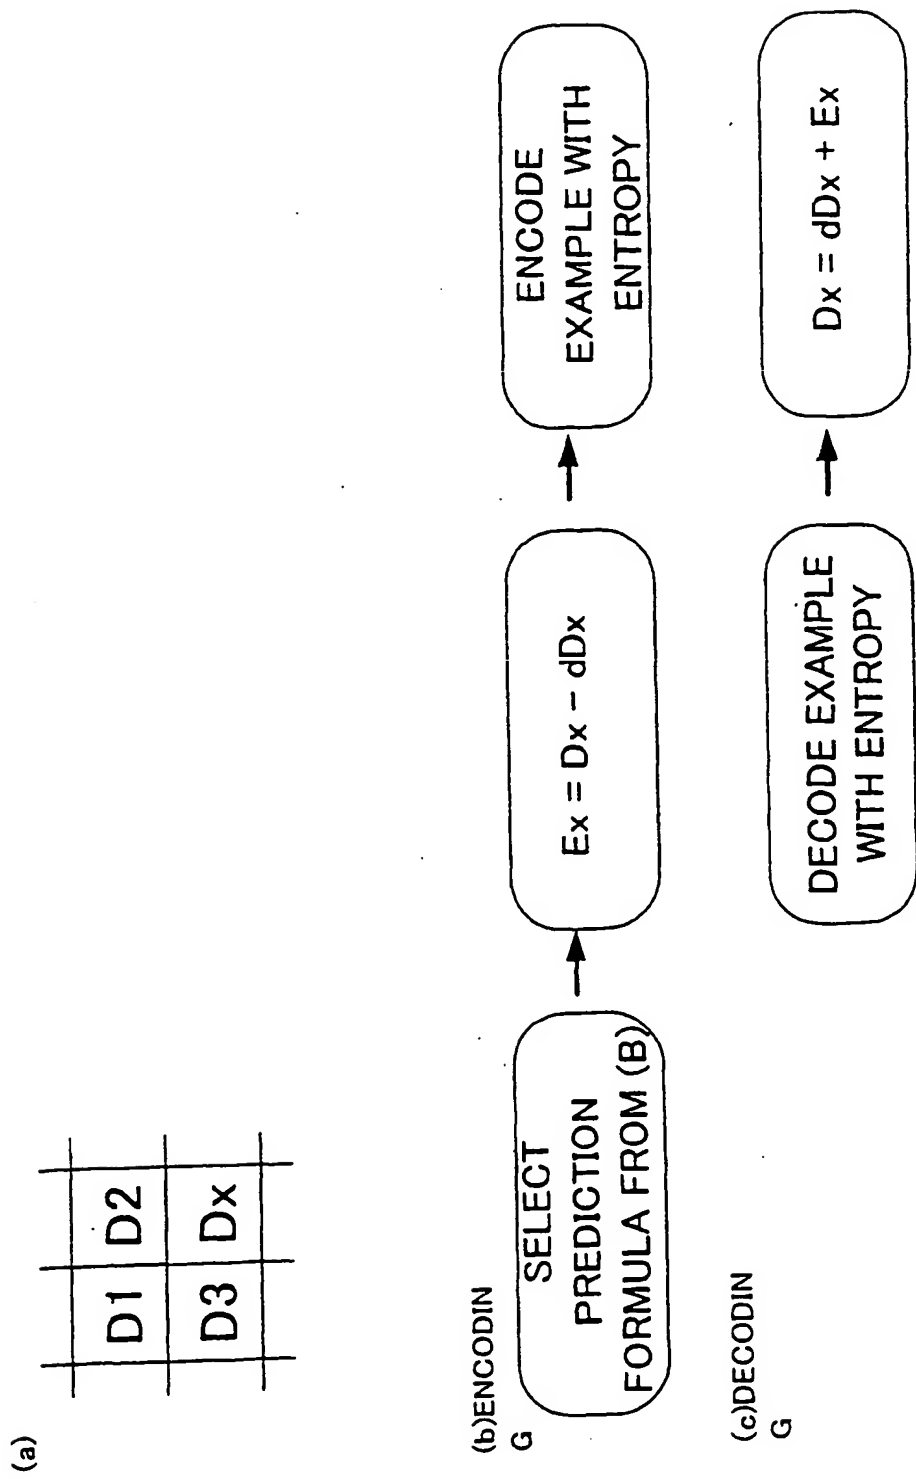 (a)
D1 D2
D3 Dx
(b)ENCODIN
G
SELECT
PREDICTION
FORMULA FROM (B)
Ex = Dx − dDx
ENCODE
EXAMPLE WITH
ENTROPY
(c)DECODIN
G
DECODE EXAMPLE
WITH ENTROPY
Dx = dDx + Ex